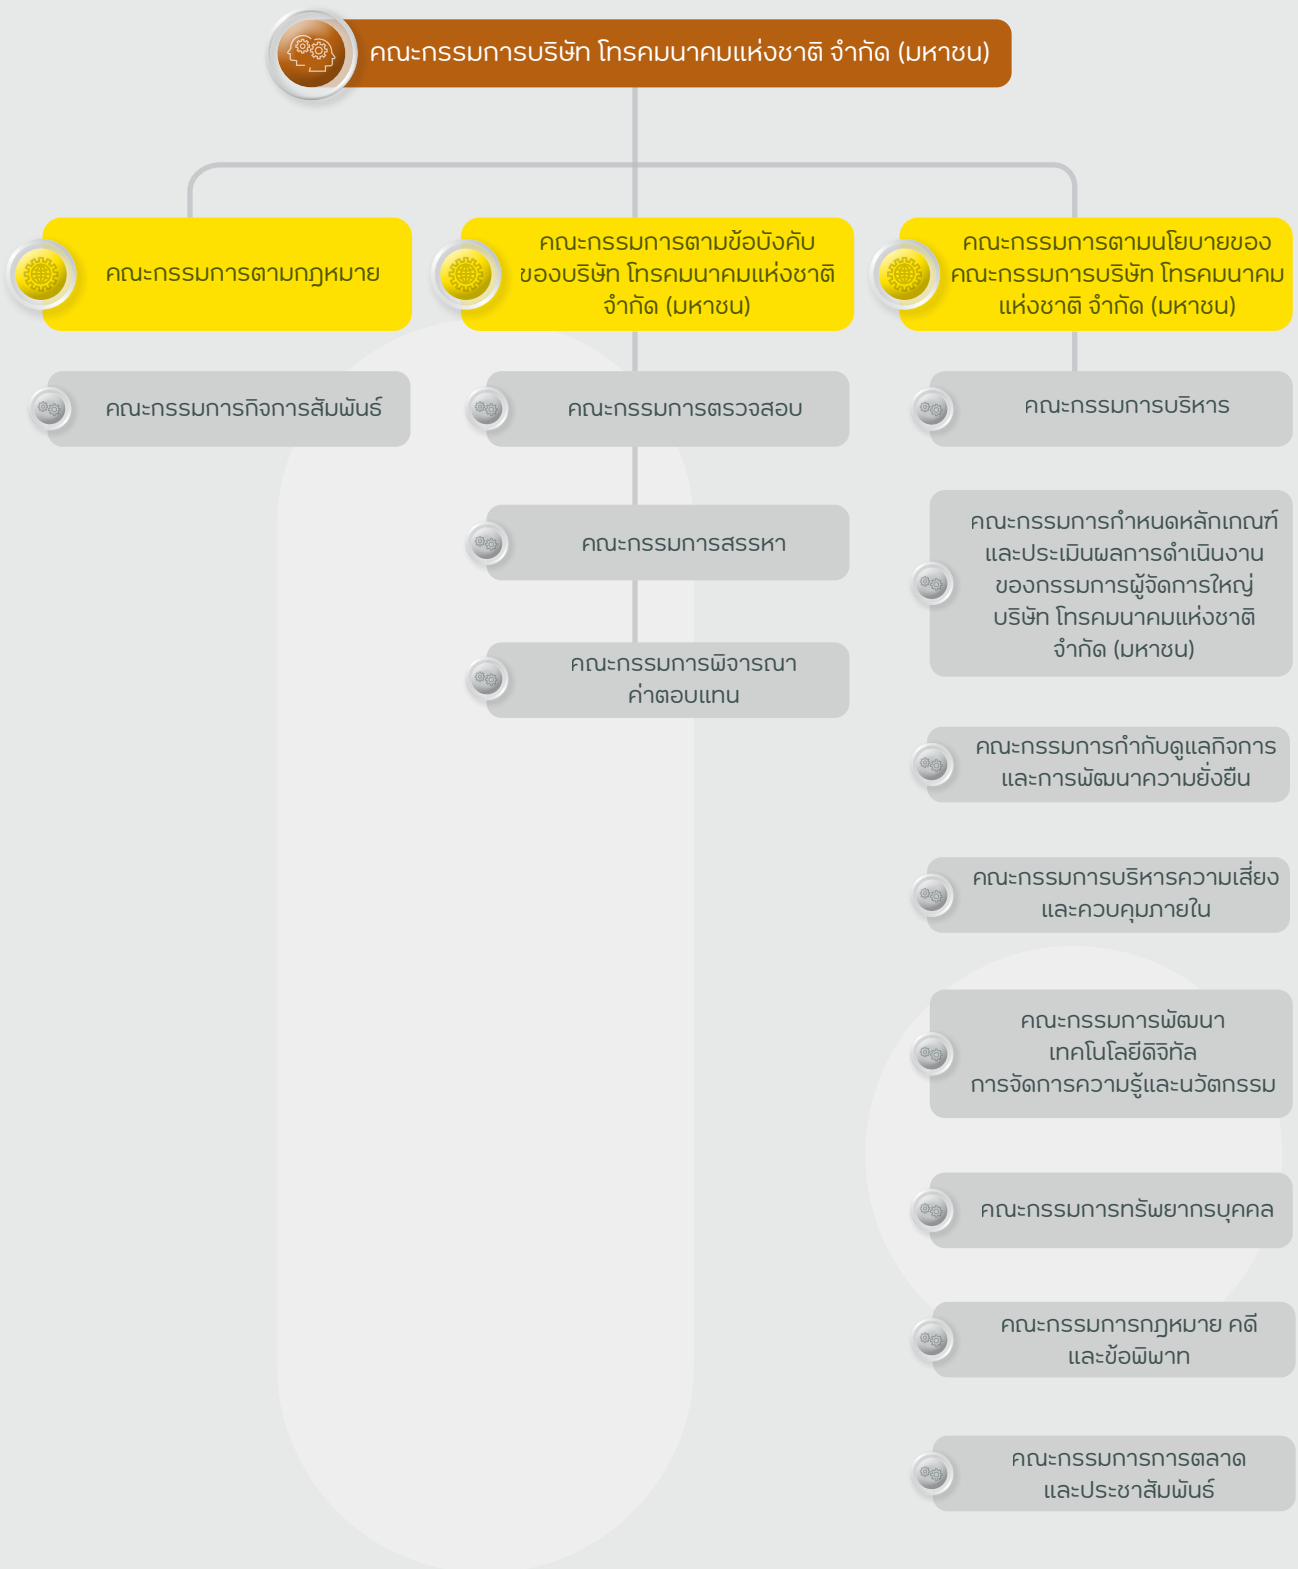 คณะกรรมการบริษัท โทรคมนาคมแห่งชาติ จำกัด (มหาชน)
คณะกรรมการตามกฎหมาย
คณะกรรมการกิจการสัมพันธ์
คณะกรรมการตามข้อบังคับ
ของบริษัท โทรคมนาคมแห่งชาติ
จำกัด (มหาชน)
คณะกรรมการตรวจสอบ
คณะกรรมการสรรหา
คณะกรรมการพิจารณา
ค่าตอบแทน
คณะกรรมการตามนโยบายของ
คณะกรรมการบริษัท โทรคมนาคม
แห่งชาติ จำกัด (มหาชน)
คณะกรรมการบริหาร
คณะกรรมการกำหนดหลักเกณฑ์
และประเมินผลการดำเนินงาน
ของกรรมการผู้จัดการใหญ่
บริษัท โทรคมนาคมแห่งชาติ
จำกัด (มหาชน)
คณะกรรมการกำกับดูแลกิจการ
และการพัฒนาความยั่งยืน
คณะกรรมการบริหารความเสี่ยง
และควบคุมภายใน
คณะกรรมการพัฒนา
เทคโนโลยีดิจิทัล
การจัดการความรู้และนวัตกรรม
คณะกรรมการทรัพยากรบุคคล
คณะกรรมการกฎหมาย คดี
และข้อพิพาท
คณะกรรมการการตลาด
และประชาสัมพันธ์